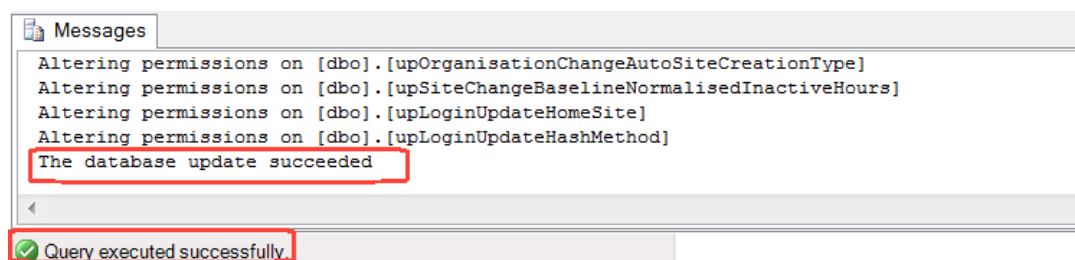 Messages
Altering permissions on [dbo].[upOrganisationChangeAutoSiteCreationType]
Altering permissions on [dbo].[upSiteChangeBaselineNormalisedInactiveHours]
Altering permissions on [dbo].[upLoginUpdateHomeSite]
Altering permissions on [dbo].[upLoginUpdateHashMethod]
The database update succeeded
Query executed successfully.